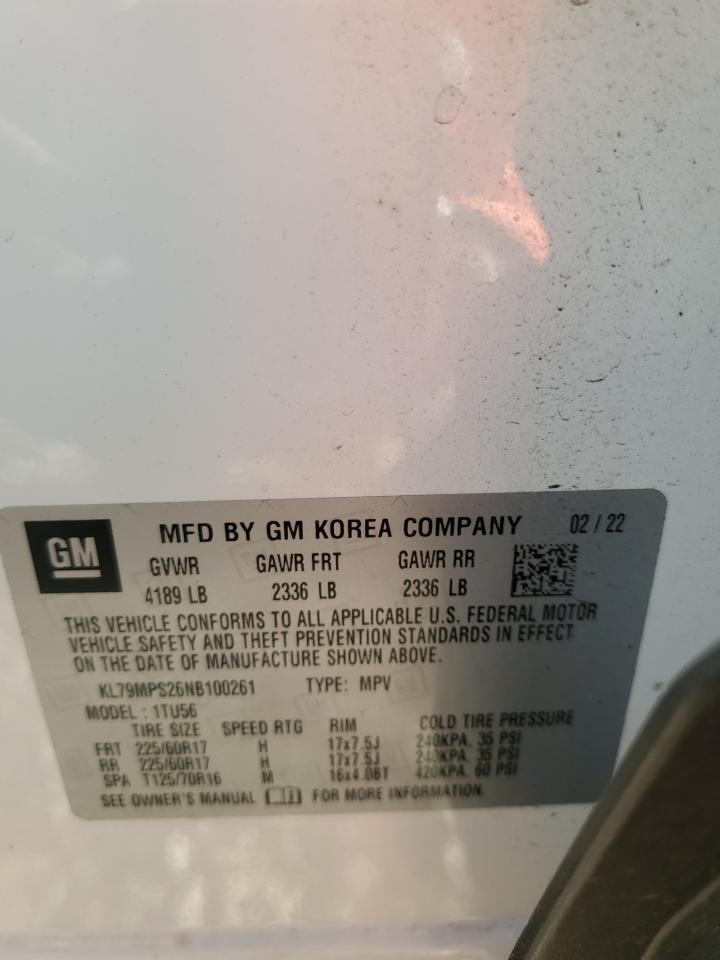 GM MFD BY GM KOREA COMPANY 02 / 22
GVWR GAWR FRT GAWR RR
4189 LB 2336 LB 2336 LB
THIS VEHICLE CONFORMS TO ALL APPLICABLE U.S. FEDERAL MOTOR
VEHICLE SAFETY AND THEFT PREVENTION STANDARDS IN EFFECT
ON THE DATE OF MANUFACTURE SHOWN ABOVE.
KL79MPS26NB100261 TYPE: MPV
MODEL : 1TU56
TIRE SIZE SPEED RTG RIM COLD TIRE PRESSURE
FRT 225/60R17 H 17x7.5J 240KPA, 35 PSI
RR 225/60R17 H 17x7.5J 240KPA, 35 PSI
SPA T125/70R16 M 16x4.0BT 420KPA, 60 PSI
SEE OWNER'S MANUAL FOR MORE INFORMATION.